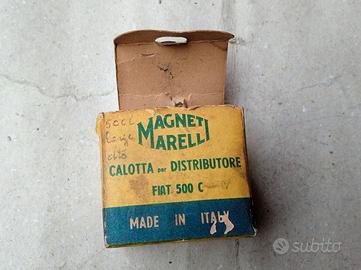 MAGNETI
MARELLI
CALOTTA per DISTRIBUTORE
FIAT 500 C
MADE IN ITALY
subito